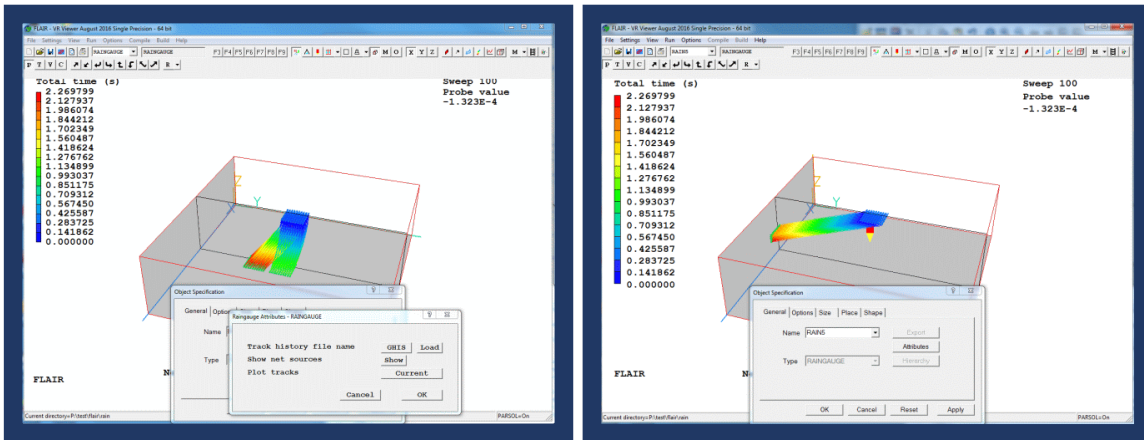 FLAIR - VR Viewer August 2016 Single Precision - 64 bit
File Settings View Run Options Compile Build Help
RAINGAUGE RAINGAUGE F3 F4 F5 F6 F7 F8 F9 A M O X Y Z M H
P T V C R
Total time (s)
2.269799
2.127937
1.986074
1.844212
1.702349
1.560487
1.418624
1.276762
1.134899
0.993037
0.851175
0.709312
0.567450
0.425587
0.283725
0.141862
0.000000
Sweep 100
Probe value
-1.323E-4
Z
Y
X
Object Specification
General Option
Name
Type
Raingauge Attributes - RAINGAUGE
Track history file name GHIS Load
Show net sources Show
Plot tracks Current
Cancel OK
FLAIR
Current directory=P:\test\flair\rain PARSOL=On
FLAIR - VR Viewer August 2016 Single Precision - 64 bit
File Settings View Run Options Compile Build Help
RAIN5 RAINGAUGE F3 F4 F5 F6 F7 F8 F9 A M O X Y Z M H
P T V C R
Total time (s)
2.269799
2.127937
1.986074
1.844212
1.702349
1.560487
1.418624
1.276762
1.134899
0.993037
0.851175
0.709312
0.567450
0.425587
0.283725
0.141862
0.000000
Sweep 100
Probe value
-1.323E-4
Z
Y
X
Object Specification
General Options Size Place Shape
Name RAIN5 Export
Attributes
Type RAINGAUGE Hierarchy
OK Cancel Reset Apply
FLAIR
Current directory=P:\test\flair\rain PARSOL=On